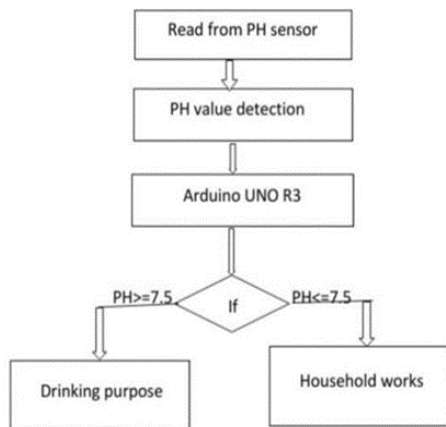 Read from PH sensor
PH value detection
Arduino UNO R3
PH>=7.5
If
PH<=7.5
Drinking purpose
Household works